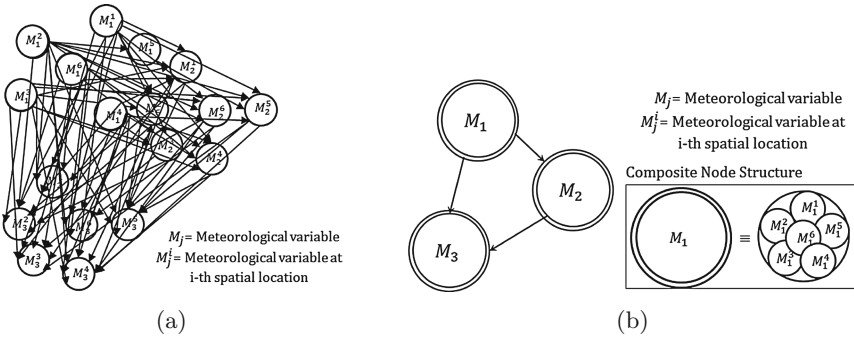 M_1^1
M_1^2
M_1^5
M_1^6
M_2^1
M_1^3
M_1^4
M_2^6
M_2^5
M_2^4
M_3^2
M_3^5
M_3^3
M_3^4
M_j = Meteorological variable
M_j^i = Meteorological variable at
i-th spatial location
(a)
M_1
M_2
M_3
M_j = Meteorological variable
M_j^i = Meteorological variable at
i-th spatial location
Composite Node Structure
M_1 ≡
M_1^1
M_1^2
M_1^5
M_1^6
M_1^3
M_1^4
(b)